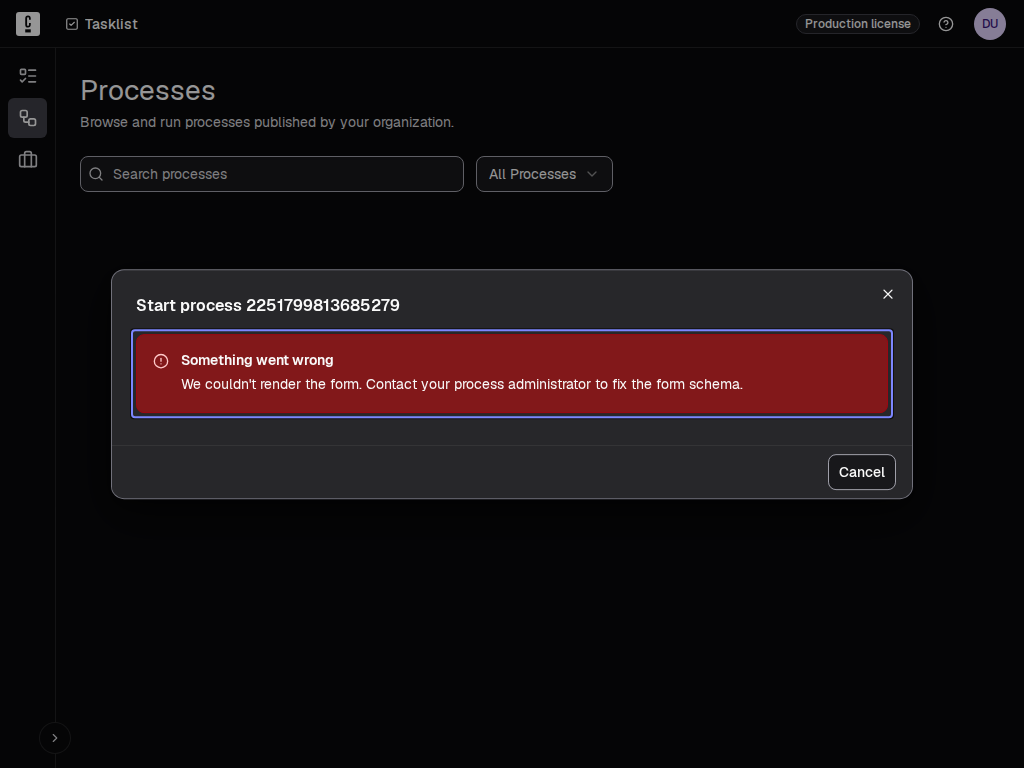 Tasklist
Production license
DU
Processes
Browse and run processes published by your organization.
Search processes
All Processes
Start process 2251799813685279
Something went wrong
We couldn't render the form. Contact your process administrator to fix the form schema.
Cancel